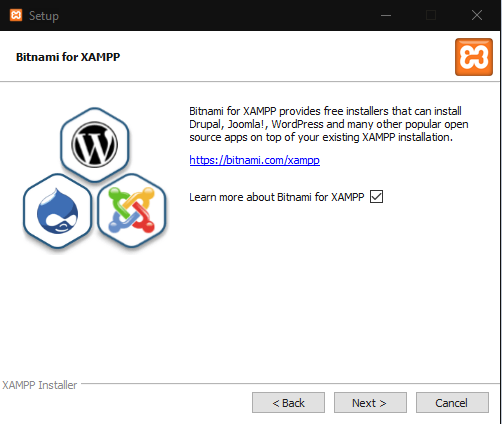 Setup
Bitnami for XAMPP
Bitnami for XAMPP provides free installers that can install
Drupal, Joomla!, WordPress and many other popular open
source apps on top of your existing XAMPP installation.
https://bitnami.com/xampp
Learn more about Bitnami for XAMPP
XAMPP Installer
< Back
Next >
Cancel